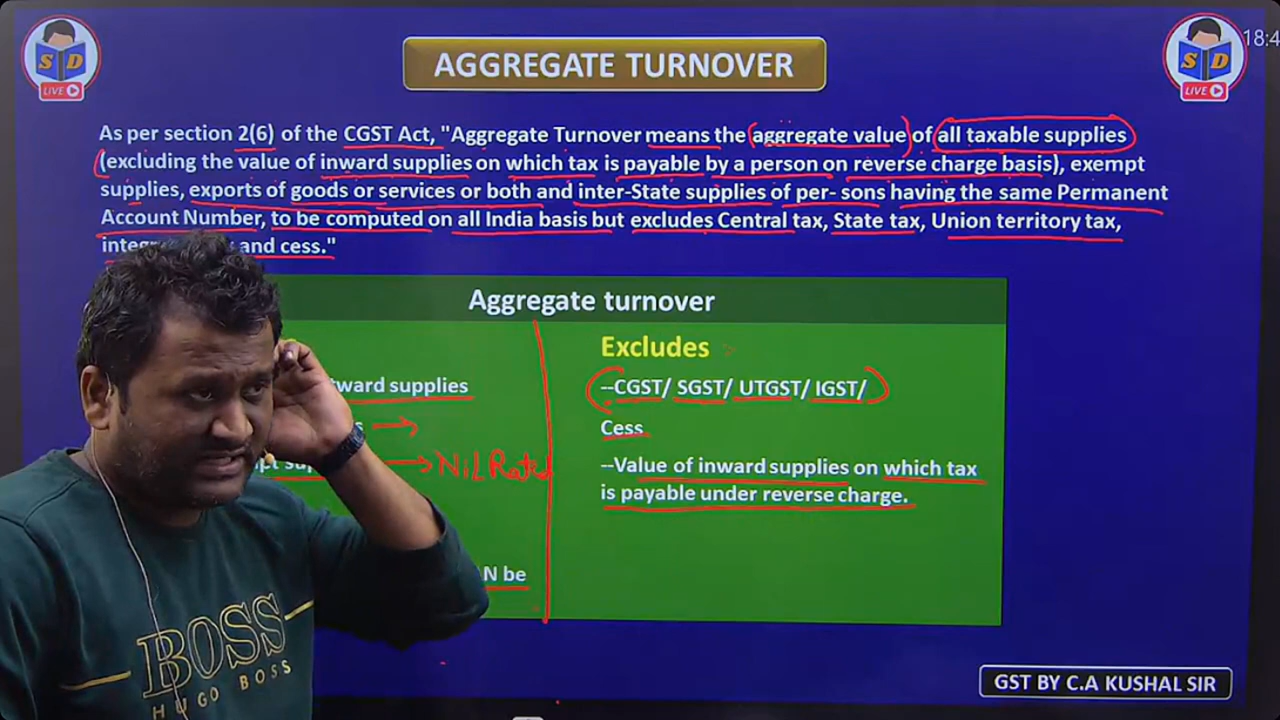 S D
LIVE
AGGREGATE TURNOVER
S D
LIVE
18:4
As per section 2(6) of the CGST Act, "Aggregate Turnover means the aggregate value of all taxable supplies
(excluding the value of inward supplies on which tax is payable by a person on reverse charge basis), exempt
supplies, exports of goods or services or both and inter-State supplies of per- sons having the same Permanent
Account Number, to be computed on all India basis but excludes Central tax, State tax, Union territory tax,
and cess."
Aggregate turnover
Excludes
supplies
--CGST/ SGST/ UTGST/ IGST/
Cess
Nil Rated
--Value of inward supplies on which tax
is payable under reverse charge.
be
BOSS
HUGO BOSS
GST BY C.A KUSHAL SIR